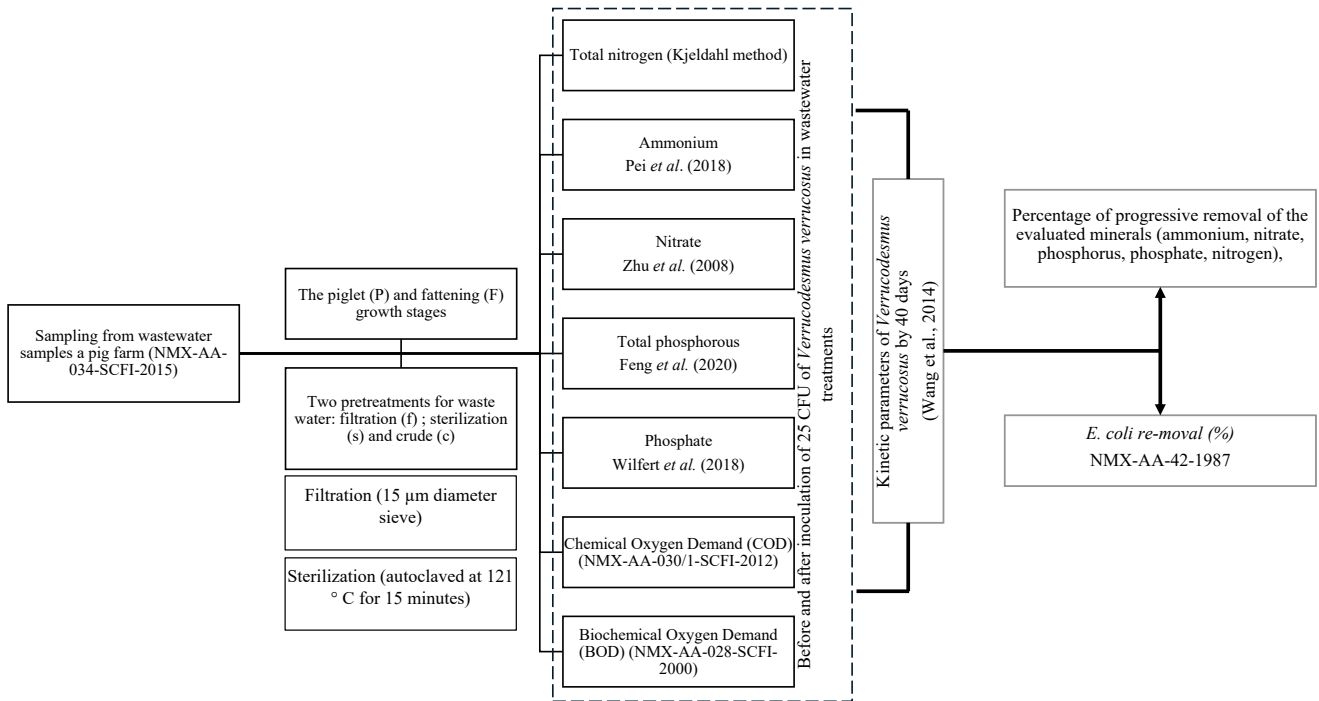 Sampling from wastewater
samples a pig farm (NMX-AA-
034-SCFI-2015)
The piglet (P) and fattening (F)
growth stages
Two pretreatments for waste
water: filtration (f) ; sterilization
(s) and crude (c)
Filtration (15 µm diameter
sieve)
Sterilization (autoclaved at 121
° C for 15 minutes)
Total nitrogen (Kjeldahl method)
Ammonium
Pei et al. (2018)
Nitrate
Zhu et al. (2008)
Total phosphorous
Feng et al. (2020)
Phosphate
Wilfert et al. (2018)
Chemical Oxygen Demand (COD)
(NMX-AA-030/1-SCFI-2012)
Biochemical Oxygen Demand
(BOD) (NMX-AA-028-SCFI-
2000)
Before and after inoculation of 25 CFU of Verrucodesmus verrucosus in wastewater
treatments
Kinetic parameters of Verrucodesmus
verrucosus by 40 days
(Wang et al., 2014)
Percentage of progressive removal of the
evaluated minerals (ammonium, nitrate,
phosphorus, phosphate, nitrogen),
E. coli re-moval (%)
NMX-AA-42-1987